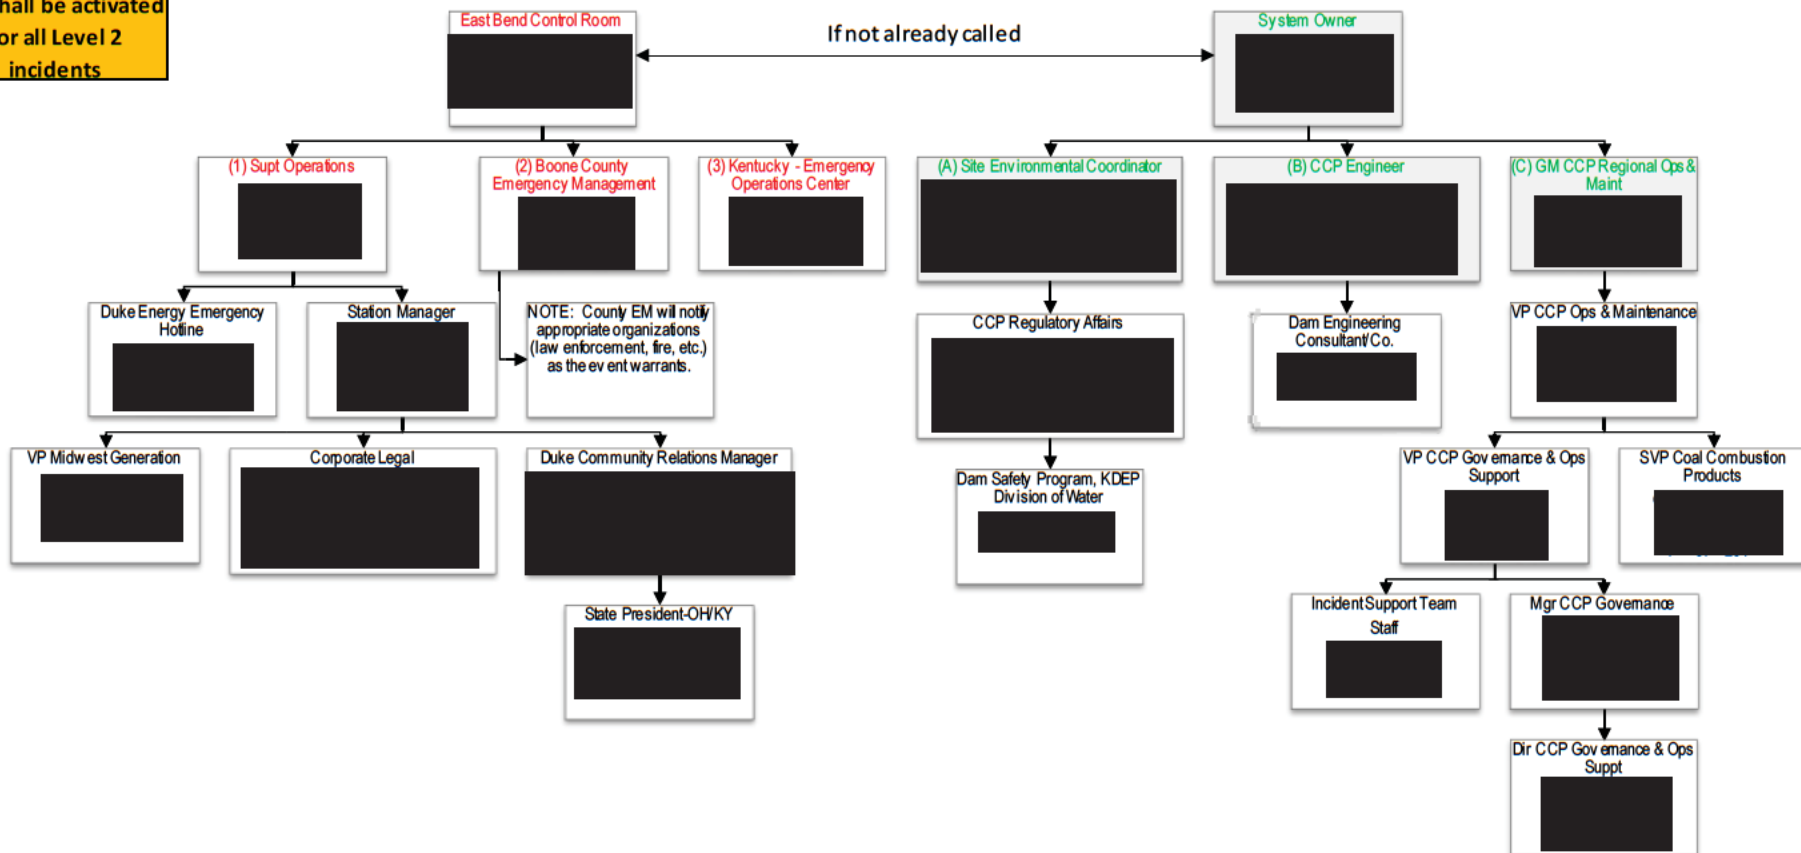 hall be activated
or all Level 2
incidents
East Bend Control Room
If not already called
System Owner
(1) Supt Operations
(2) Boone County
Emergency Management
(3) Kentucky - Emergency
Operations Center
(A) Site Environmental Coordinator
(B) CCP Engineer
(C) GM CCP Regional Ops &
Maint
Duke Energy Emergency
Hotline
Station Manager
NOTE: County EM will notify
appropriate organizations
(law enforcement, fire, etc.)
as the event warrants.
CCP Regulatory Affairs
Dam Engineering
Consultant/Co.
VP CCP Ops & Maintenance
VP Midwest Generation
Corporate Legal
Duke Community Relations Manager
Dam Safety Program, KDEP
Division of Water
VP CCP Governance & Ops
Support
SVP Coal Combustion
Products
State President-OH/KY
Incident Support Team
Staff
Mgr CCP Governance
Dir CCP Governance & Ops
Suppt